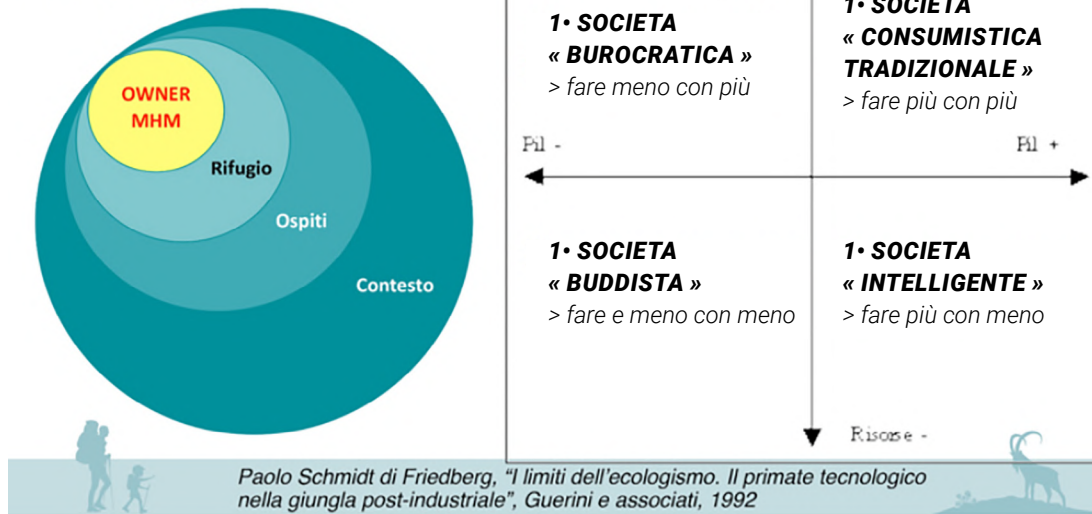 OWNER
MHM
Rifugio
Ospiti
Contesto
1• SOCIETA
« BUROCRATICA »
> fare meno con più
1• SOCIETA
« CONSUMISTICA
TRADIZIONALE »
> fare più con più
Pil -
Pil +
1• SOCIETA
« BUDDISTA »
> fare e meno con meno
1• SOCIETA
« INTELLIGENTE »
> fare più con meno
Risorse -
Paolo Schmidt di Friedberg, “I limiti dell’ecologismo. Il primate tecnologico
nella giungla post-industriale”, Guerini e associati, 1992